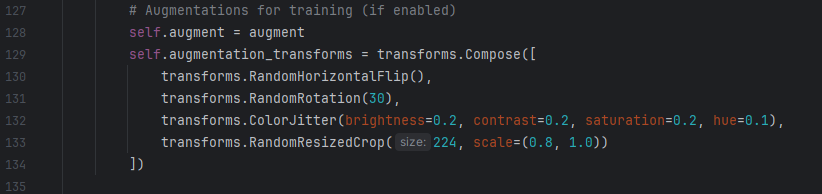 127 # Augmentations for training (if enabled)
128 self.augment = augment
129 self.augmentation_transforms = transforms.Compose([
130 transforms.RandomHorizontalFlip(),
131 transforms.RandomRotation(30),
132 transforms.ColorJitter(brightness=0.2, contrast=0.2, saturation=0.2, hue=0.1),
133 transforms.RandomResizedCrop( size: 224, scale=(0.8, 1.0))
134 ])
135